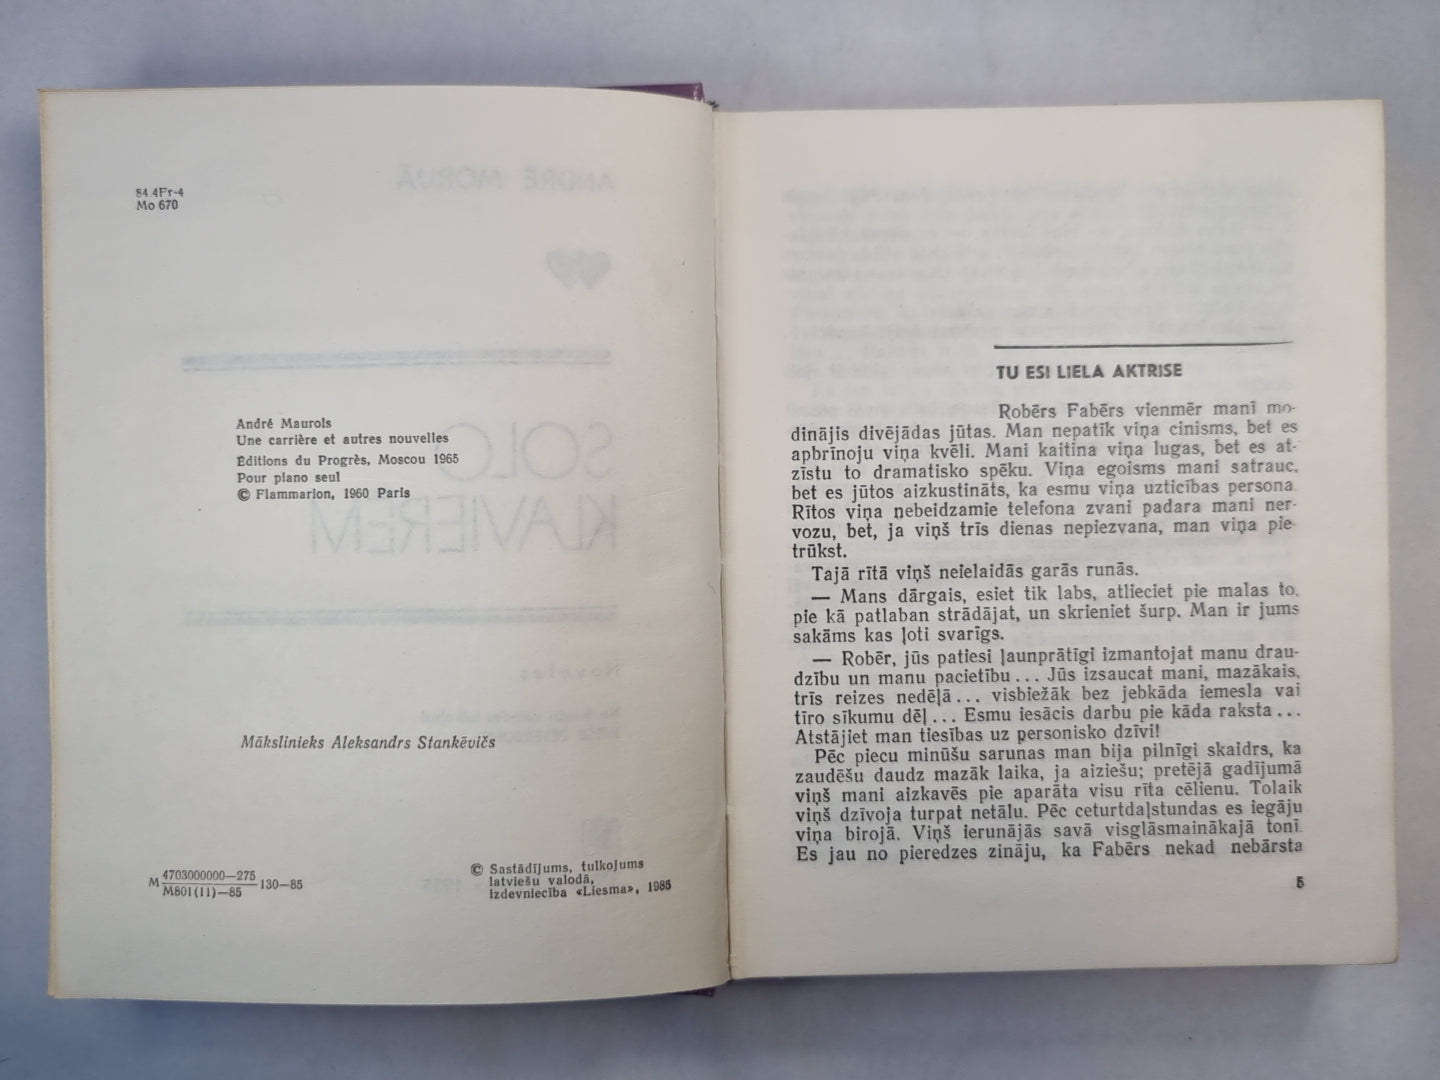 84.4Fr-4
Mo 670
André Maurois
Une carrière et autres nouvelles
Éditions du Progrès, Moscou 1965
Pour piano seul
© Flammarion, 1960 Paris
Mākslinieks Aleksandrs Stankēvičs
M 4703000000—275
M801(11)—85 130—85
© Sastādījums, tulkojums
latviešu valodā,
izdevniecība «Liesma», 1985
ANDRĒ MORUĀ
SOLO
KLAVIERĒM
Noveles
TU ESI LIELA AKTRISE
Robērs Fabērs vienmēr manī mo-
dinājis divējādas jūtas. Man nepatīk viņa cinisms, bet es
apbrīnoju viņa kvēli. Mani kaitina viņa lugas, bet es at-
zīstu to dramatisko spēku. Viņa egoisms mani satrauc,
bet es jūtos aizkustināts, ka esmu viņa uzticības persona.
Rītos viņa nebeidzamie telefona zvani padara mani ner-
vozu, bet, ja viņš trīs dienas nepiezvana, man viņa pie-
trūkst.
Tajā rītā viņš neielaidās garās runās.
— Mans dārgais, esiet tik labs, atlieciet pie malas to,
pie kā patlaban strādājat, un skrieniet šurp. Man ir jums
sakāms kas ļoti svarīgs.
— Robēr, jūs patiesi ļaunprātīgi izmantojat manu drau-
dzību un manu pacietību... Jūs izsaucat mani, mazākais,
trīs reizes nedēļā... visbiežāk bez jebkāda iemesla vai
tīro sīkumu dēļ... Esmu iesācis darbu pie kāda raksta...
Atstājiet man tiesības uz personisko dzīvi!
Pēc piecu minūšu sarunas man bija pilnīgi skaidrs, ka
zaudēšu daudz mazāk laika, ja aiziešu; pretējā gadījumā
viņš mani aizkavēs pie aparāta visu rīta cēlienu. Tolaik
viņš dzīvoja turpat netālu. Pēc ceturtdaļstundas es iegāju
viņa birojā. Viņš ierunājās savā visglāsmainākajā tonī.
Es jau no pieredzes zināju, ka Fabērs nekad nebārsta
5